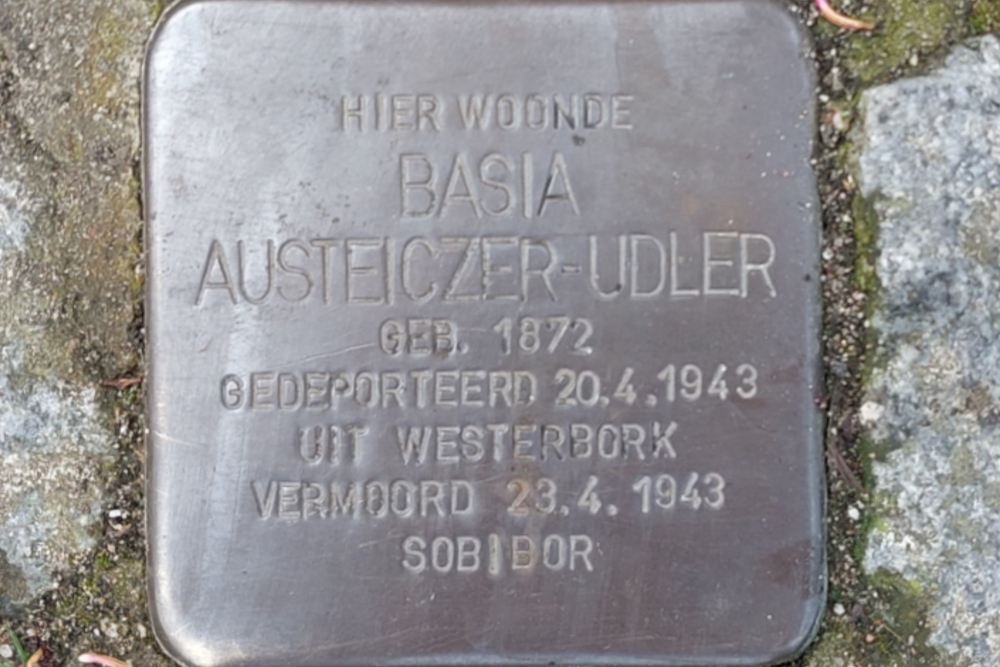 HIER WOONDE
BASIA
AUSTEICZER-UDLER
GEB. 1872
GEDEPORTEERD 20.4.1943
UIT WESTERBORK
VERMOORD 23.4.1943
SOBIBOR